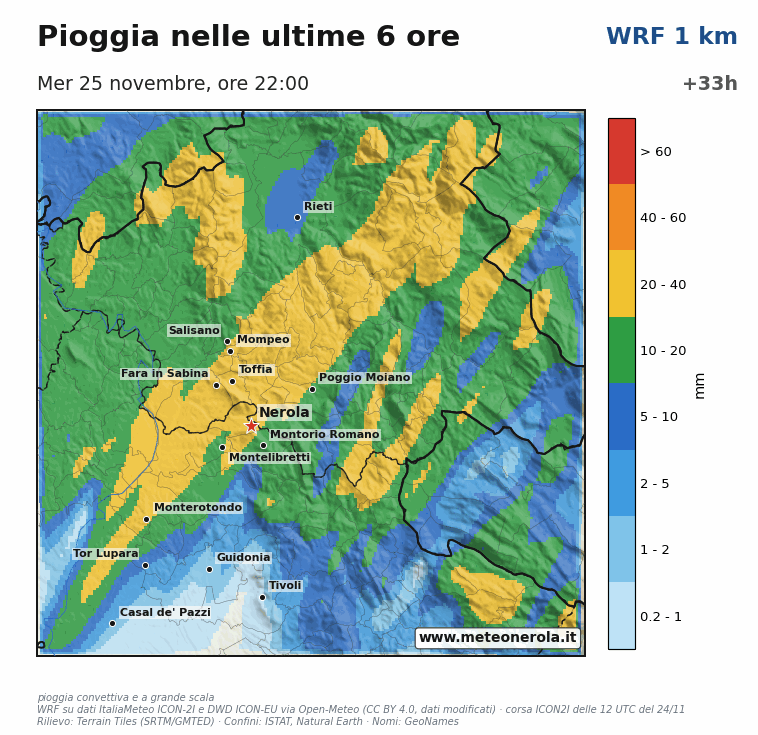 Pioggia nelle ultime 6 ore
WRF 1 km
Mer 25 novembre, ore 22:00
+33h
Rieti
Salisano
Mompeo
Fara in Sabina
Toffia
Poggio Moiano
Nerola
Montorio Romano
Montelibretti
Monterotondo
Tor Lupara
Guidonia
Tivoli
Casal de' Pazzi
www.meteonerola.it
> 60
40 - 60
20 - 40
10 - 20
5 - 10
2 - 5
1 - 2
0.2 - 1
mm
pioggia convettiva e a grande scala
WRF su dati ItaliaMeteo ICON-2I e DWD ICON-EU via Open-Meteo (CC BY 4.0, dati modificati) · corsa ICON2I delle 12 UTC del 24/11
Rilievo: Terrain Tiles (SRTM/GMTED) · Confini: ISTAT, Natural Earth · Nomi: GeoNames